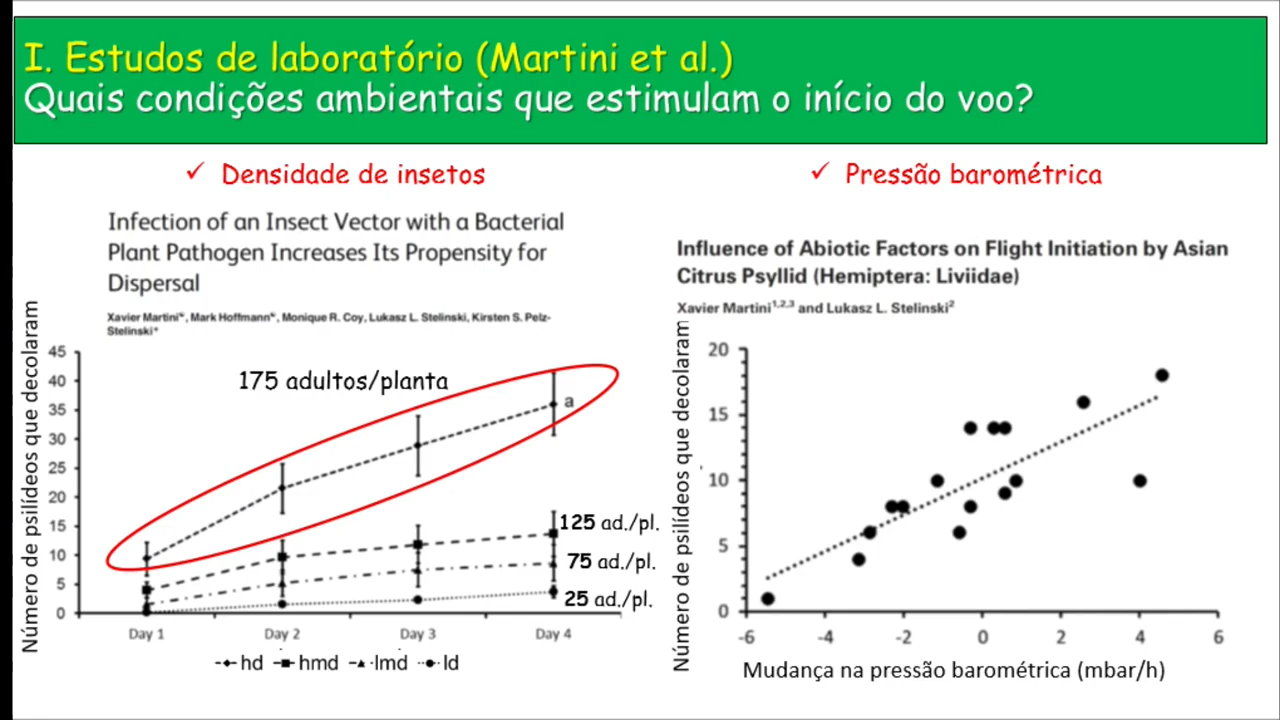 I. Estudos de laboratório (Martini et al.)
Quais condições ambientais que estimulam o início do voo?
✓ Densidade de insetos
Infection of an Insect Vector with a Bacterial
Plant Pathogen Increases Its Propensity for
Dispersal
Xavier Martini¤, Mark Hoffmann¤, Monique R. Coy, Lukasz L. Stelinski, Kirsten S. Pelz-
Stelinski*
Número de psilídeos que decolaram
45
40
35
30
25
20
15
10
5
0
175 adultos/planta
a
125 ad./pl.
75 ad./pl.
25 ad./pl.
Day 1 Day 2 Day 3 Day 4
hd hmd lmd ld
✓ Pressão barométrica
Influence of Abiotic Factors on Flight Initiation by Asian
Citrus Psyllid (Hemiptera: Liviidae)
Xavier Martini1,2,3 and Lukasz L. Stelinski2
Número de psilídeos que decolaram
20
15
10
5
0
-6 -4 -2 0 2 4 6
Mudança na pressão barométrica (mbar/h)